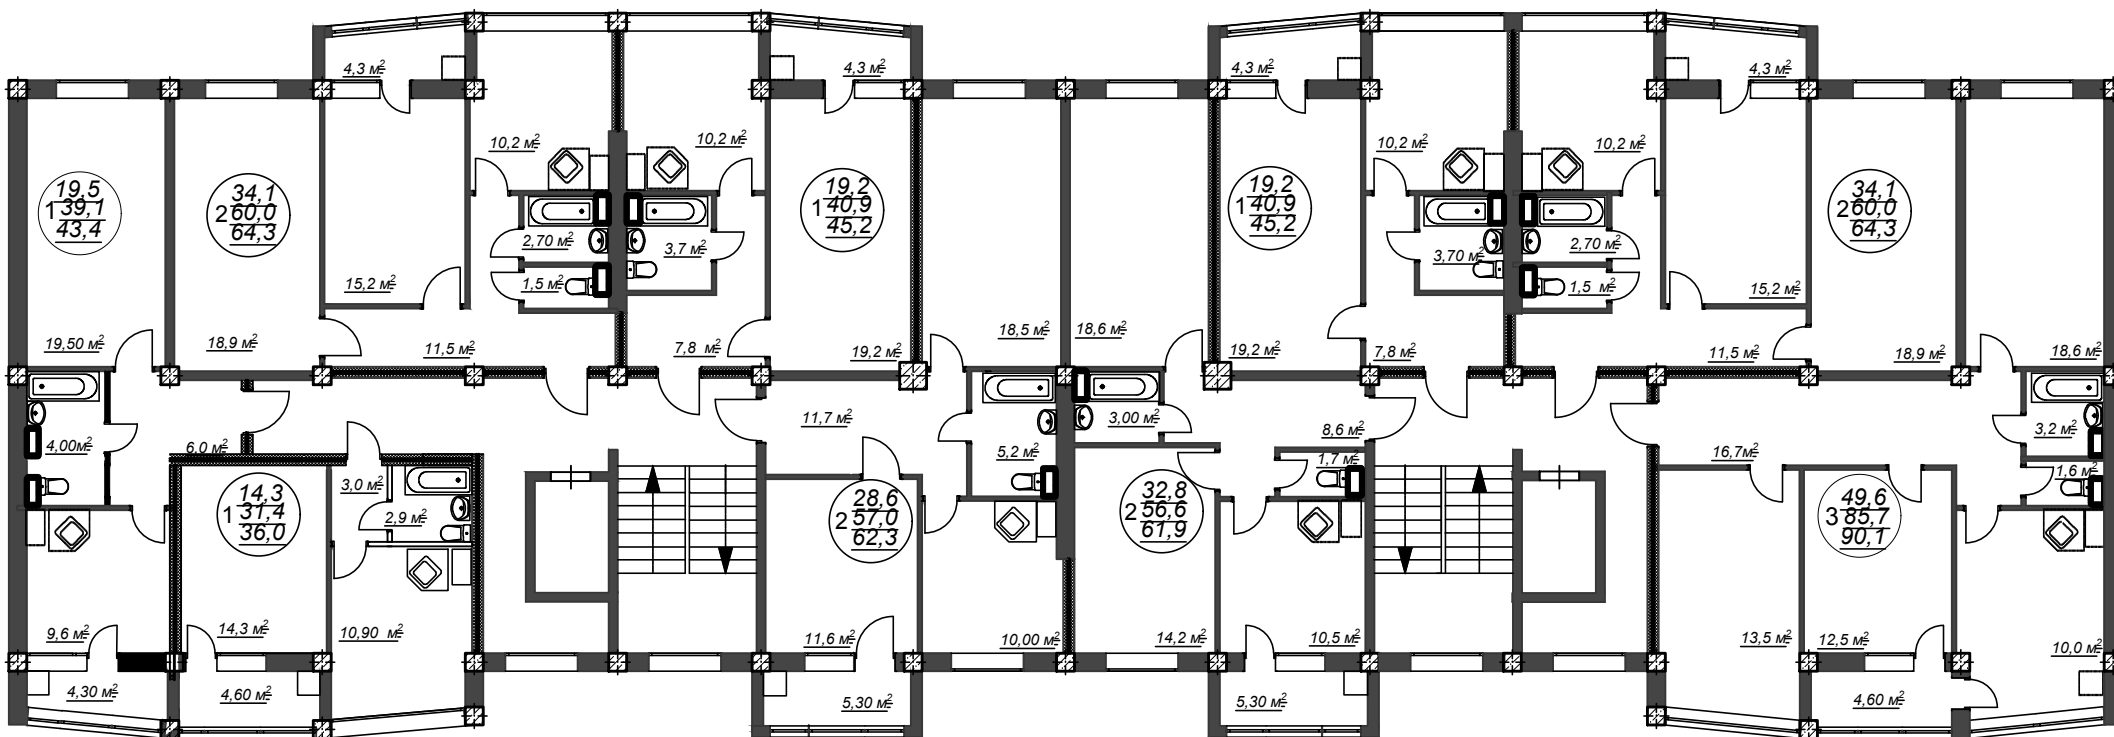 4,3 м²
4,3 м²
4,3 м²
4,3 м²
10,2 м²
10,2 м²
10,2 м²
10,2 м²
19,5
1 39,1
43,4
34,1
2 60,0
64,3
19,2
1 40,9
45,2
19,2
1 40,9
45,2
34,1
2 60,0
64,3
2,70 м²
3,7 м²
3,70 м²
2,70 м²
15,2 м²
1,5 м²
1,5 м²
15,2 м²
19,50 м²
18,9 м²
11,5 м²
7,8 м²
19,2 м²
18,5 м²
18,6 м²
19,2 м²
7,8 м²
11,5 м²
18,9 м²
18,6 м²
4,00м²
6,0 м²
11,7 м²
5,2 м²
3,00 м²
8,6 м²
1,7 м²
16,7м²
3,2 м²
1,6 м²
14,3
1 31,4
36,0
3,0 м²
2,9 м²
28,6
2 57,0
62,3
32,8
2 56,6
61,9
49,6
3 85,7
90,1
9,6 м²
14,3 м²
10,90 м²
11,6 м²
10,00 м²
14,2 м²
10,5 м²
13,5 м²
12,5 м²
10,0 м²
4,30 м²
4,60 м²
5,30 м²
5,30 м²
4,60 м²